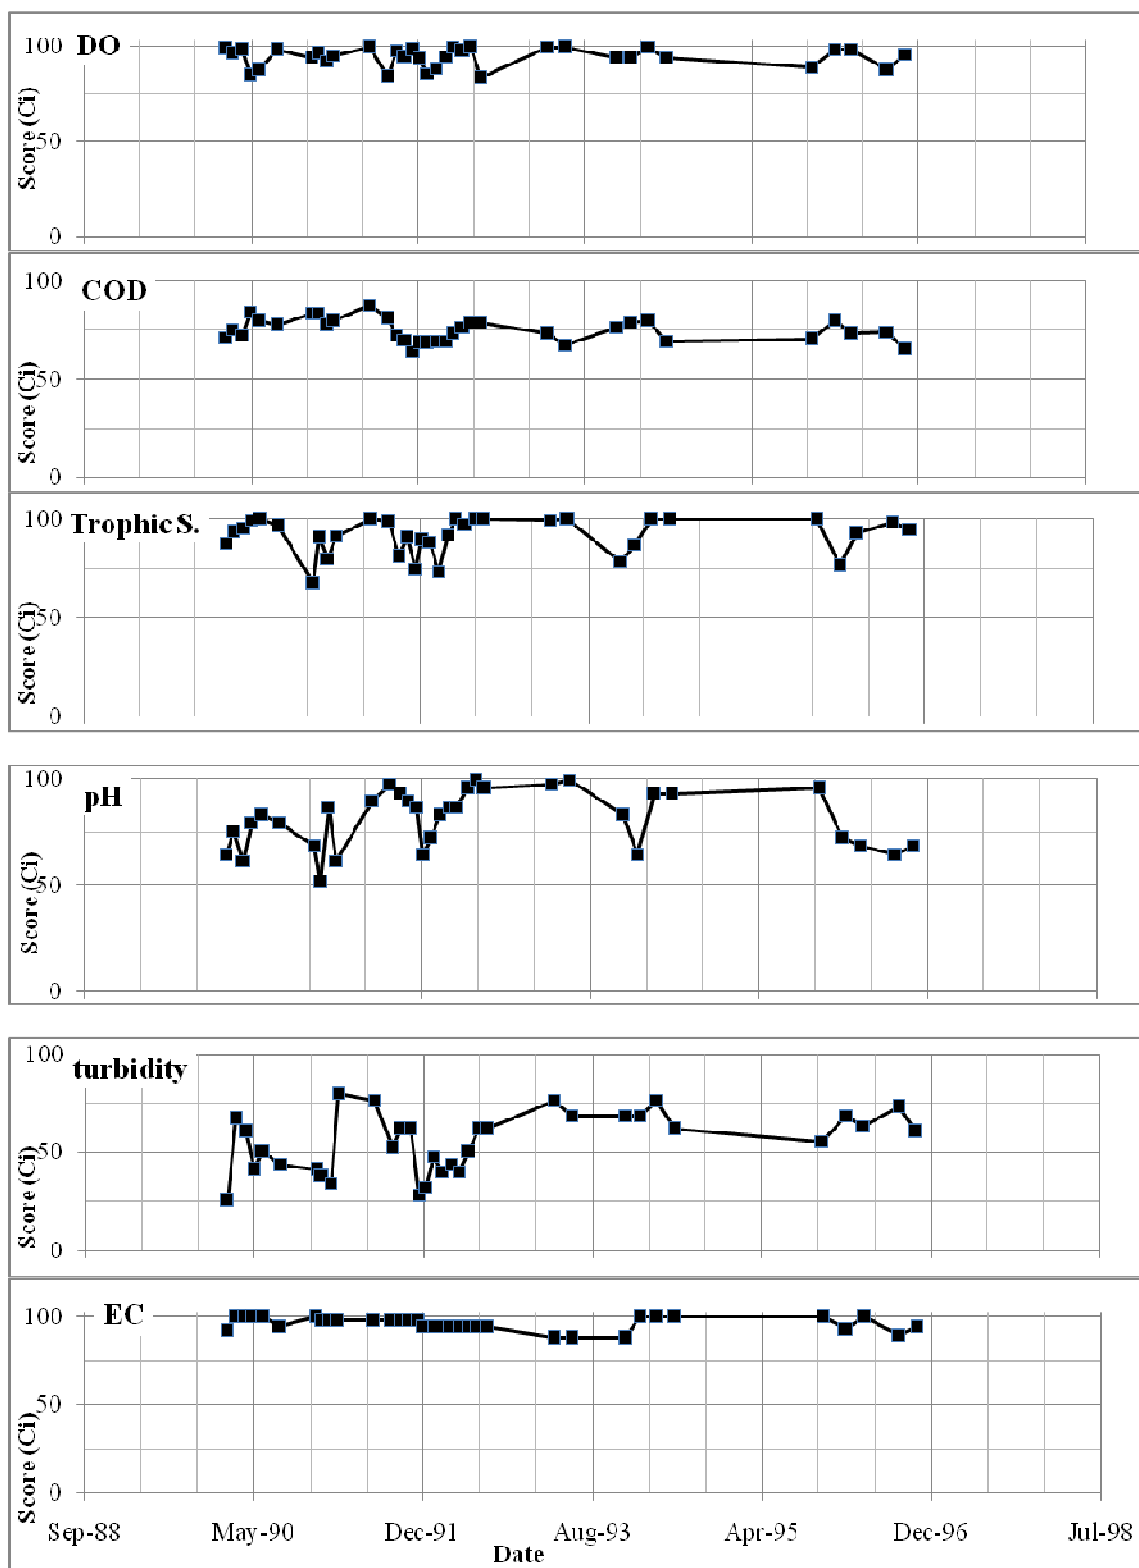 100
DO
50
0
Score (Ci)
100
COD
50
0
Score (Ci)
100
Trophic S.
50
0
Score (Ci)
100
pH
50
0
Score (Ci)
100
turbidity
50
0
Score (Ci)
100
EC
50
0
Score (Ci)
Sep-88 May-90 Dec-91 Aug-93 Apr-95 Dec-96 Jul-98
Date